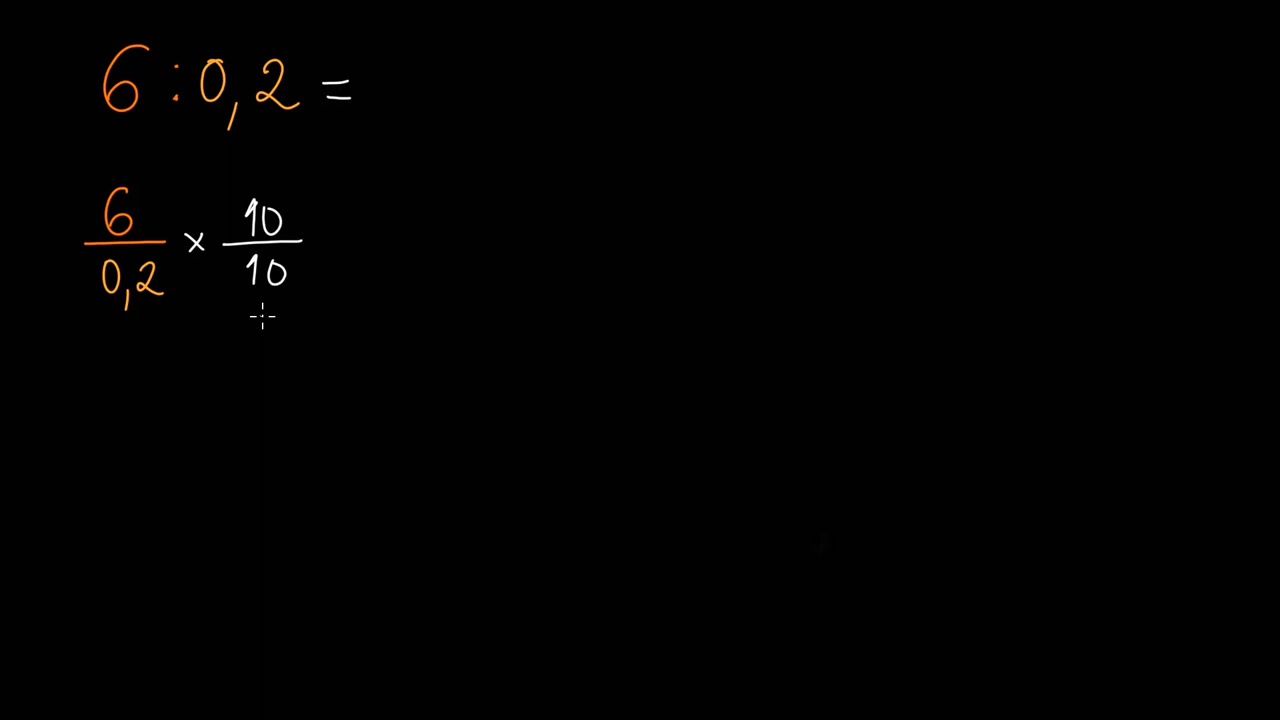 6 : 0,2 =
6/0,2 × 10/10